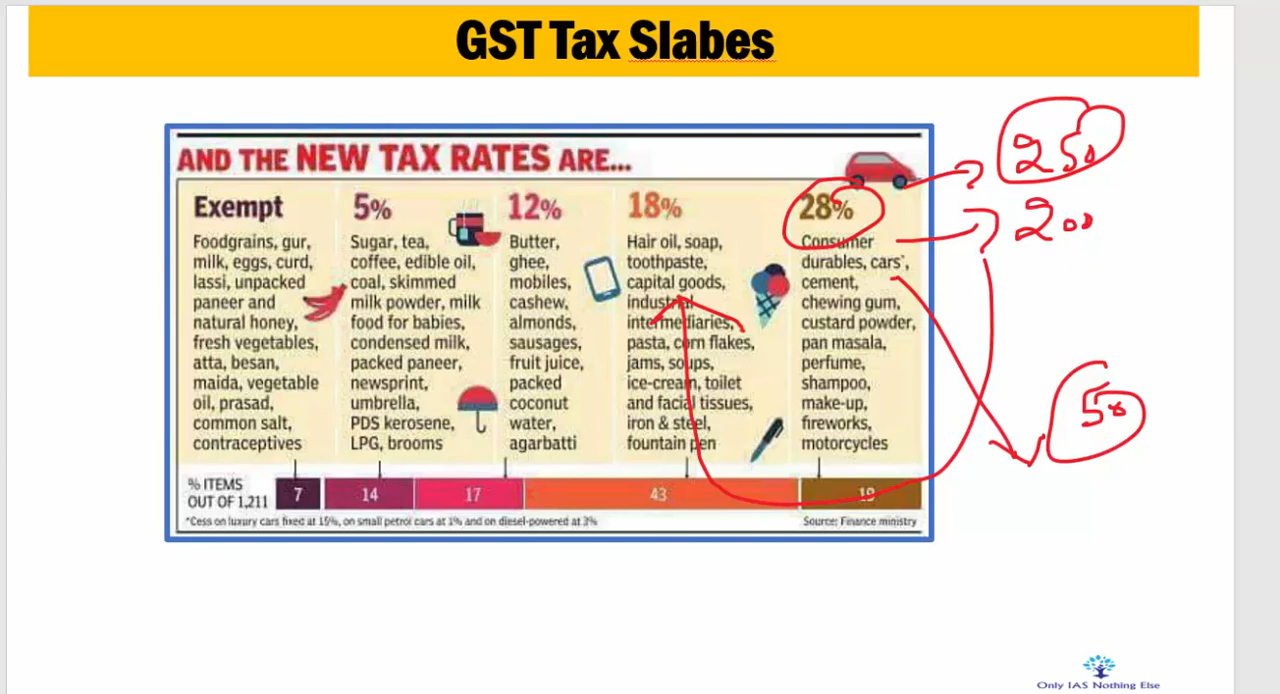 GST Tax Slabes
AND THE NEW TAX RATES ARE...
Exempt
Foodgrains, gur,
milk, eggs, curd,
lassi, unpacked
paneer and
natural honey,
fresh vegetables,
atta, besan,
maida, vegetable
oil, prasad,
common salt,
contraceptives
5%
Sugar, tea,
coffee, edible oil,
coal, skimmed
milk powder, milk
food for babies,
condensed milk,
packed paneer,
newsprint,
umbrella,
PDS kerosene,
LPG, brooms
12%
Butter,
ghee,
mobiles,
cashew,
almonds,
sausages,
fruit juice,
packed
coconut
water,
agarbatti
18%
Hair oil, soap,
toothpaste,
capital goods,
industrial
intermediaries,
pasta, corn flakes,
jams, soups,
ice-cream, toilet
and facial tissues,
iron & steel,
fountain pen
28%
Consumer
durables, cars*,
cement,
chewing gum,
custard powder,
pan masala,
perfume,
shampoo,
make-up,
fireworks,
motorcycles
250
200
50
% ITEMS
OUT OF 1,211
7 14 17 43 19
*Cess on luxury cars fixed at 15%, on small petrol cars at 1% and on diesel-powered at 3%
Source: Finance ministry
Only IAS Nothing Else